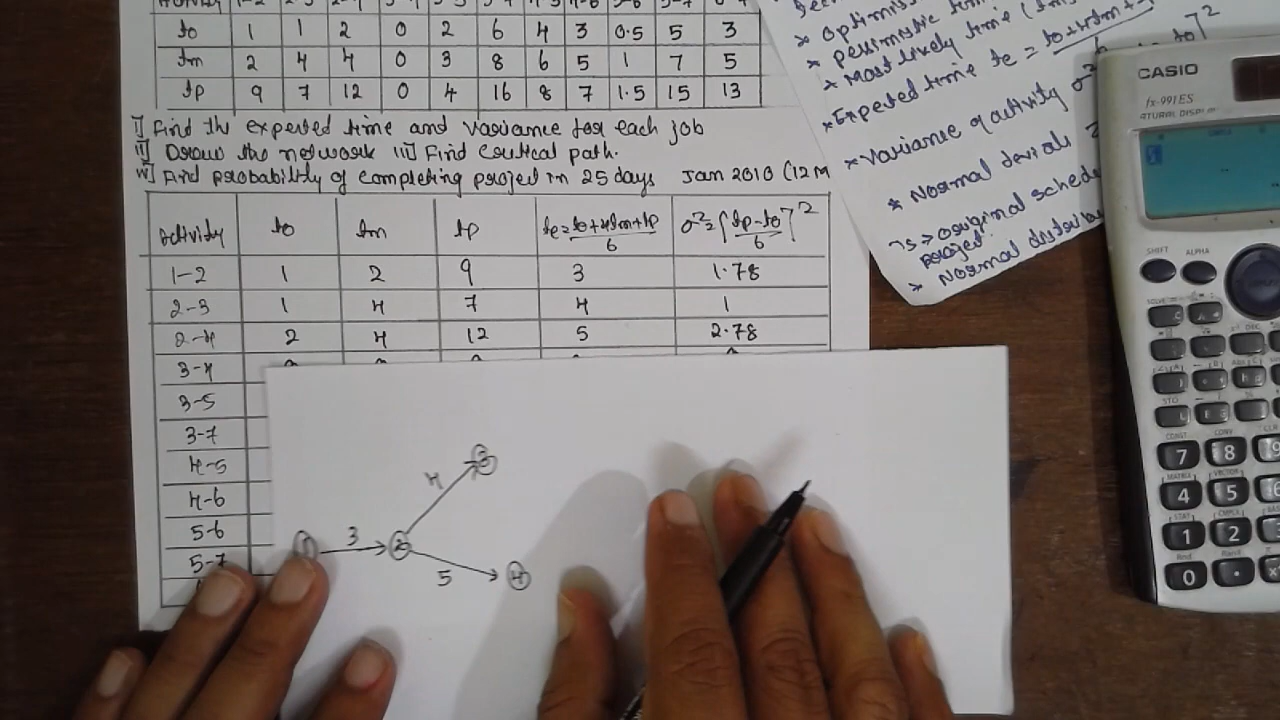 to 1 1 2 0 2 6 4 3 0.5 5 3
tm 2 4 4 0 3 8 6 5 1 7 5
tp 9 7 12 0 4 16 8 7 1.5 15 13
I] Find the expected time and variance for each job
II] Draw the network III] Find critical path.
IV] Find probability of completing project in 25 days Jan 2010 (12 M
Activity to tm tp te = to+4tm+tp/6 σ²=[tp-to/6]²
1-2 1 2 9 3 1.78
2-3 1 4 7 4 1
2-4 2 4 12 5 2.78
3-4
3-5
3-7
4-5
4-6
5-6
5-7
1 3 2 4 3 5 4
* optimis
* pessimistic time
* Most likely time (tm
* Expected time te = to+4tm+
6
* Variance of activity σ²
* Normal deviate Z
Ts → original schedu
project.
* Normal distribu
CASIO
fx-991ES
SHIFT ALPHA
7 8
4 5
1 2
0 .